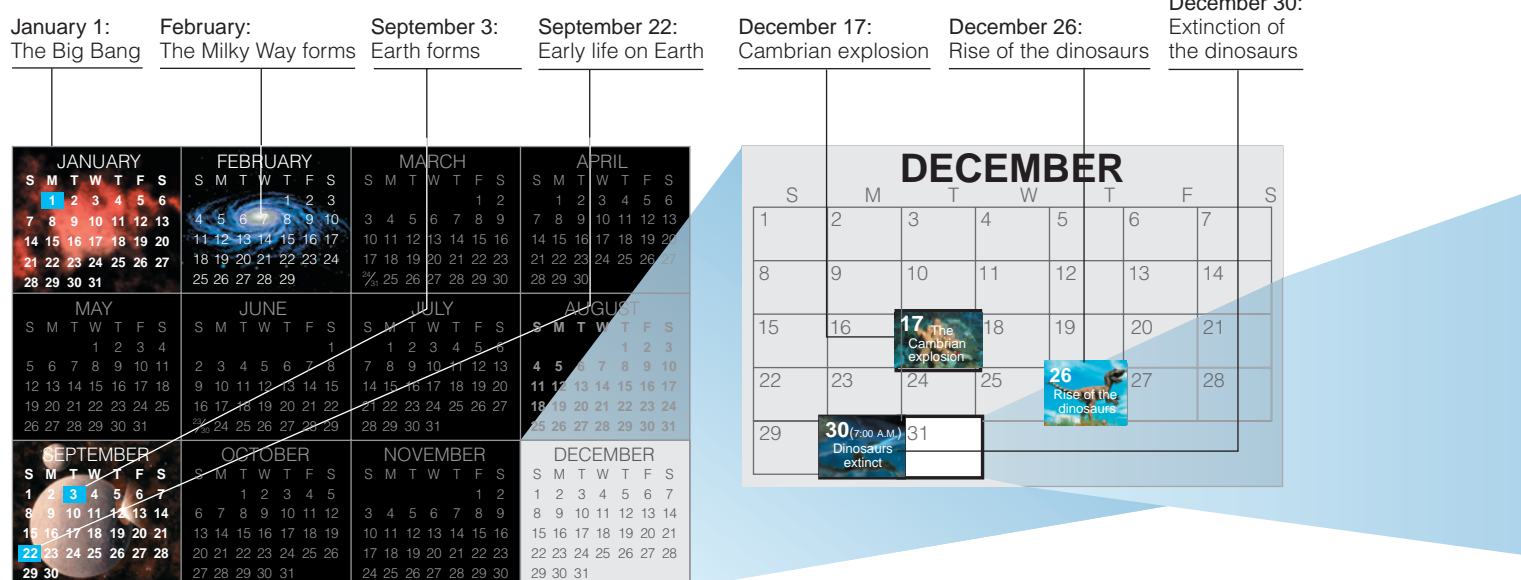 January 1:
The Big Bang
February:
The Milky Way forms
September 3:
Earth forms
September 22:
Early life on Earth
December 17:
Cambrian explosion
December 26:
Rise of the dinosaurs
December 30:
Extinction of
the dinosaurs
JANUARY
S M T W T F S
1 2 3 4 5 6
7 8 9 10 11 12 13
14 15 16 17 18 19 20
21 22 23 24 25 26 27
28 29 30 31
FEBRUARY
S M T W T F S
1 2 3
4 5 6 7 8 9 10
11 12 13 14 15 16 17
18 19 20 21 22 23 24
25 26 27 28 29
MARCH
S M T W T F S
1 2
3 4 5 6 7 8 9
10 11 12 13 14 15 16
17 18 19 20 21 22 23
24/31 25 26 27 28 29 30
APRIL
S M T W T F S
1 2 3 4 5 6
7 8 9 10 11 12 13
14 15 16 17 18 19 20
21 22 23 24 25 26 27
28 29 30
MAY
S M T W T F S
1 2 3 4
5 6 7 8 9 10 11
12 13 14 15 16 17 18
19 20 21 22 23 24 25
26 27 28 29 30 31
JUNE
S M T W T F S
1
2 3 4 5 6 7 8
9 10 11 12 13 14 15
16 17 18 19 20 21 22
23/30 24 25 26 27 28 29
JULY
S M T W T F S
1 2 3 4 5 6
7 8 9 10 11 12 13
14 15 16 17 18 19 20
21 22 23 24 25 26 27
28 29 30 31
AUGUST
S M T W T F S
1 2 3
4 5 6 7 8 9 10
11 12 13 14 15 16 17
18 19 20 21 22 23 24
25 26 27 28 29 30 31
SEPTEMBER
S M T W T F S
1 2 3 4 5 6 7
8 9 10 11 12 13 14
15 16 17 18 19 20 21
22 23 24 25 26 27 28
29 30
OCTOBER
S M T W T F S
1 2 3 4 5
6 7 8 9 10 11 12
13 14 15 16 17 18 19
20 21 22 23 24 25 26
27 28 29 30 31
NOVEMBER
S M T W T F S
1 2
3 4 5 6 7 8 9
10 11 12 13 14 15 16
17 18 19 20 21 22 23
24 25 26 27 28 29 30
DECEMBER
S M T W T F S
1 2 3 4 5 6 7
8 9 10 11 12 13 14
15 16 17 18 19 20 21
22 23 24 25 26 27 28
29 30 31
DECEMBER
S M T W T F S
1 2 3 4 5 6 7
8 9 10 11 12 13 14
15 16 17 The 18 19 20 21
Cambrian
explosion
22 23 24 25 26 27 28
Rise of the
dinosaurs
29 30 (7:00 A.M.) 31
Dinosaurs
extinct